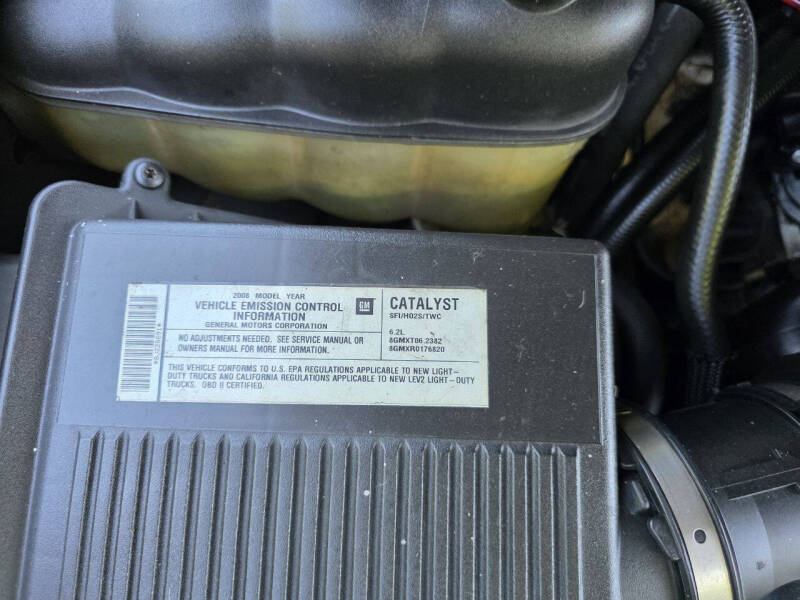 2008 MODEL YEAR
VEHICLE EMISSION CONTROL
INFORMATION
GENERAL MOTORS CORPORATION
GM
CATALYST
SFI/HO2S/TWC
NO ADJUSTMENTS NEEDED. SEE SERVICE MANUAL OR
OWNERS MANUAL FOR MORE INFORMATION.
6.2L
8GMXT06.2382
8GMXR0176820
THIS VEHICLE CONFORMS TO U.S. EPA REGULATIONS APPLICABLE TO NEW LIGHT-
DUTY TRUCKS AND CALIFORNIA REGULATIONS APPLICABLE TO NEW LEV2 LIGHT-DUTY
TRUCKS. OBD II CERTIFIED.